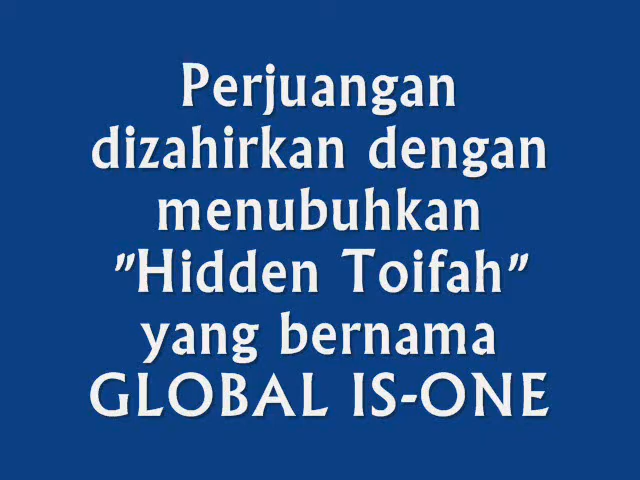 Perjuangan
dizahirkan dengan
menubuhkan
"Hidden Toifah"
yang bernama
GLOBAL IS-ONE